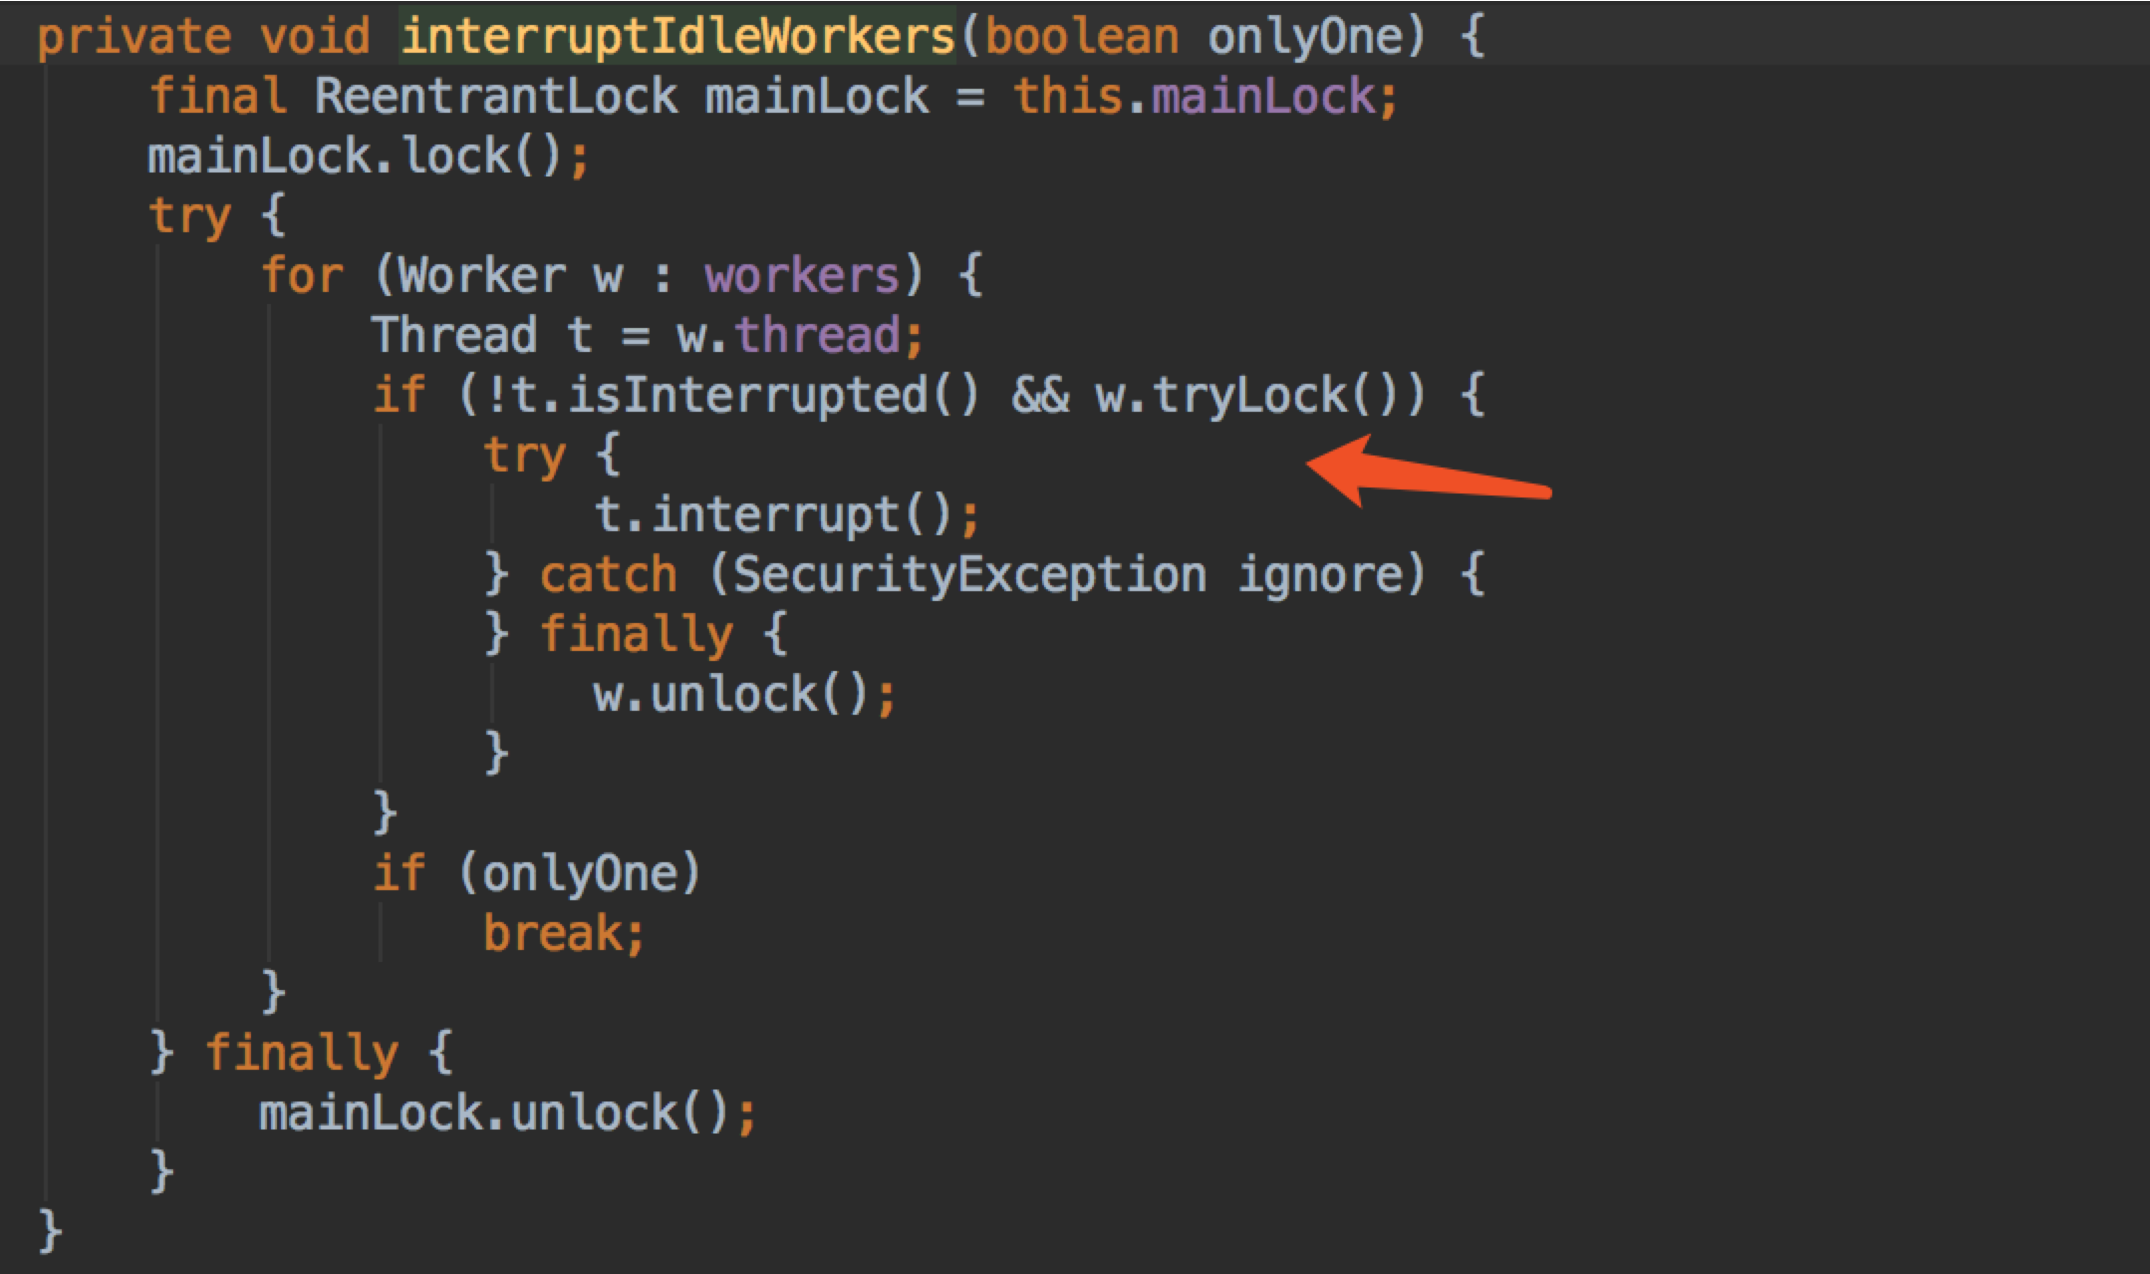 private void interruptIdleWorkers(boolean onlyOne) {
    final ReentrantLock mainLock = this.mainLock;
    mainLock.lock();
    try {
        for (Worker w : workers) {
            Thread t = w.thread;
            if (!t.isInterrupted() && w.tryLock()) {
                try {
                    t.interrupt();
                } catch (SecurityException ignore) {
                } finally {
                    w.unlock();
                }
            }
            if (onlyOne)
                break;
        }
    } finally {
        mainLock.unlock();
    }
}